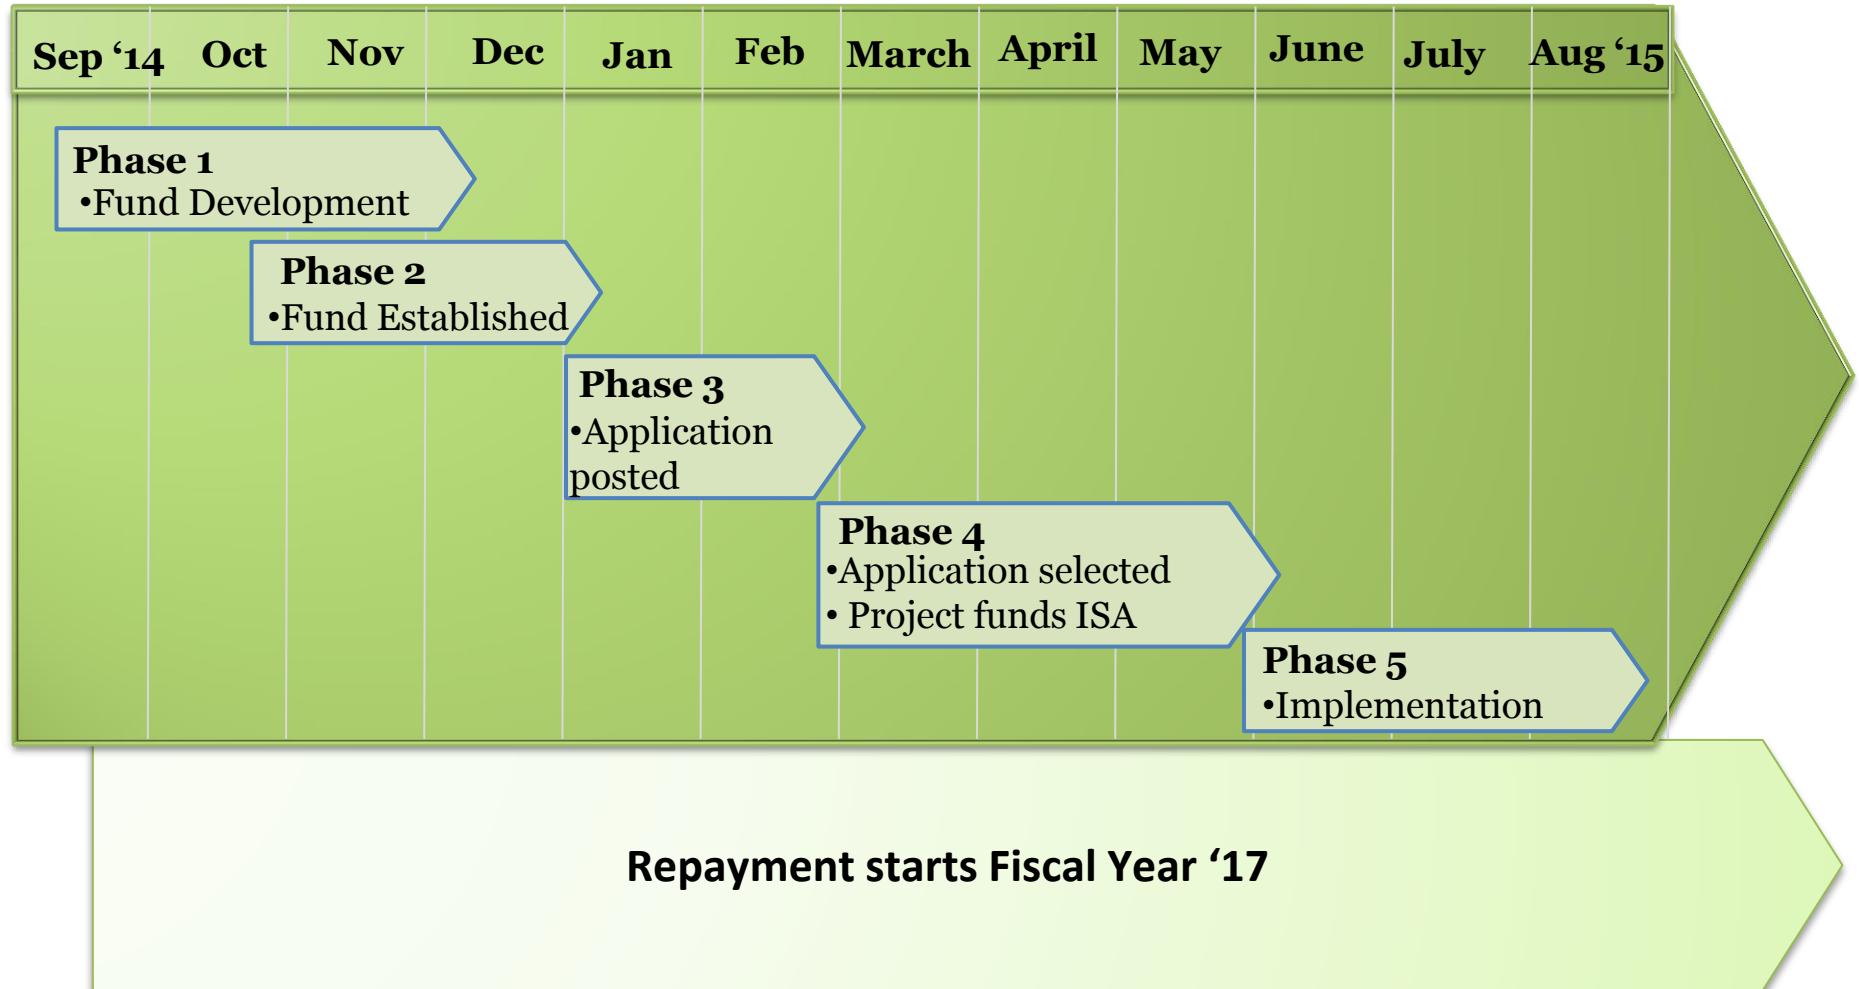 Sep ‘14 Oct Nov Dec Jan Feb March April May June July Aug ‘15
Phase 1
•Fund Development
Phase 2
•Fund Established
Phase 3
•Application
posted
Phase 4
•Application selected
• Project funds ISA
Phase 5
•Implementation
Repayment starts Fiscal Year ‘17